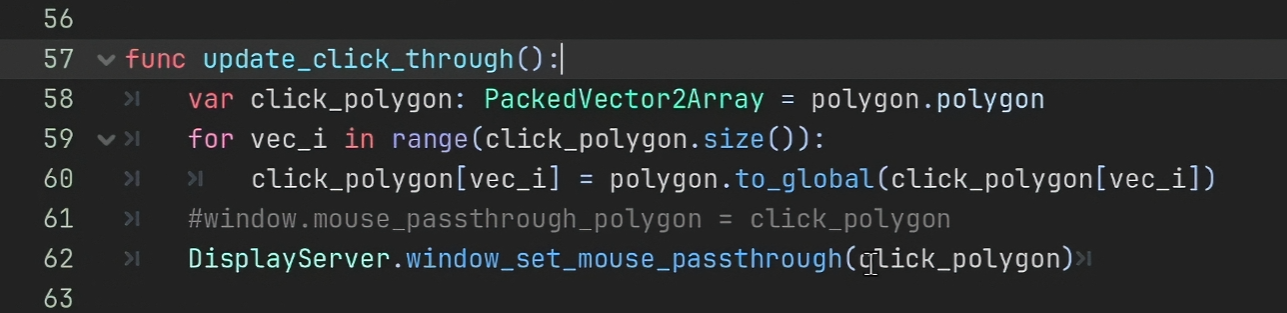 56
57 func update_click_through():
58 var click_polygon: PackedVector2Array = polygon.polygon
59 for vec_i in range(click_polygon.size()):
60 click_polygon[vec_i] = polygon.to_global(click_polygon[vec_i])
61 #window.mouse_passthrough_polygon = click_polygon
62 DisplayServer.window_set_mouse_passthrough(click_polygon)
63